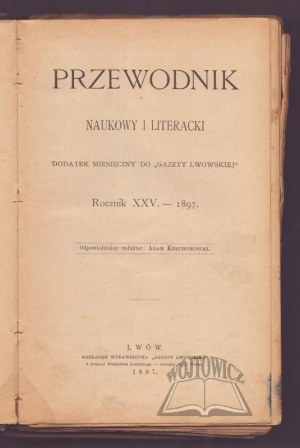 PRZEWODNIK
NAUKOWY I LITERACKI
DODATEK MIESIĘCZNY DO „GAZETY LWOWSKIEJ“
Rocznik XXV. — 1897.
Odpowiedzialny redaktor: ADAM KRECHOWIECKI.
LWÓW.
NAKŁADEM WYDAWNICTWA „GAZETY LWOWSKIEJ“
1897.
WÓJTOWICZ